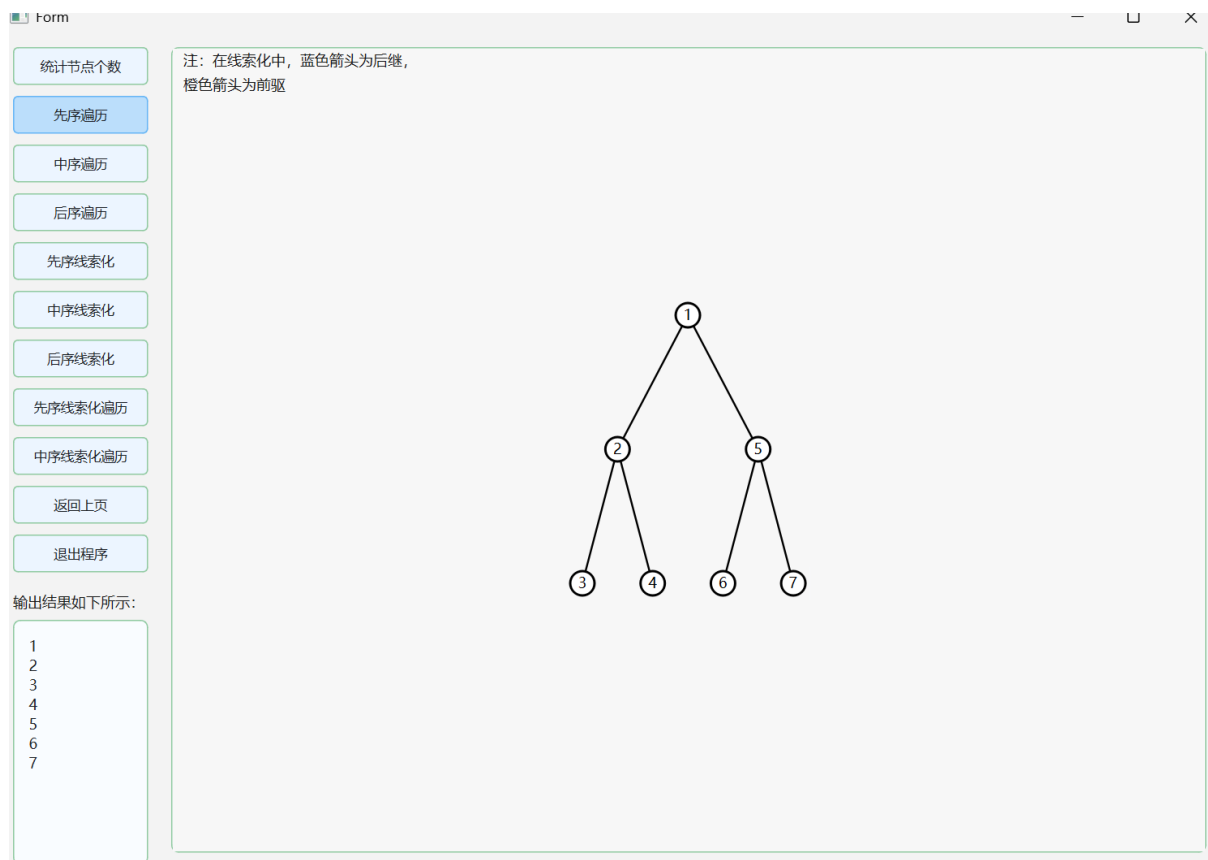 Form
统计节点个数
先序遍历
中序遍历
后序遍历
先序线索化
中序线索化
后序线索化
先序线索化遍历
中序线索化遍历
返回上页
退出程序
输出结果如下所示：
1
2
3
4
5
6
7
注：在线索化中，蓝色箭头为后继，
橙色箭头为前驱
1
2 5
3 4 6 7